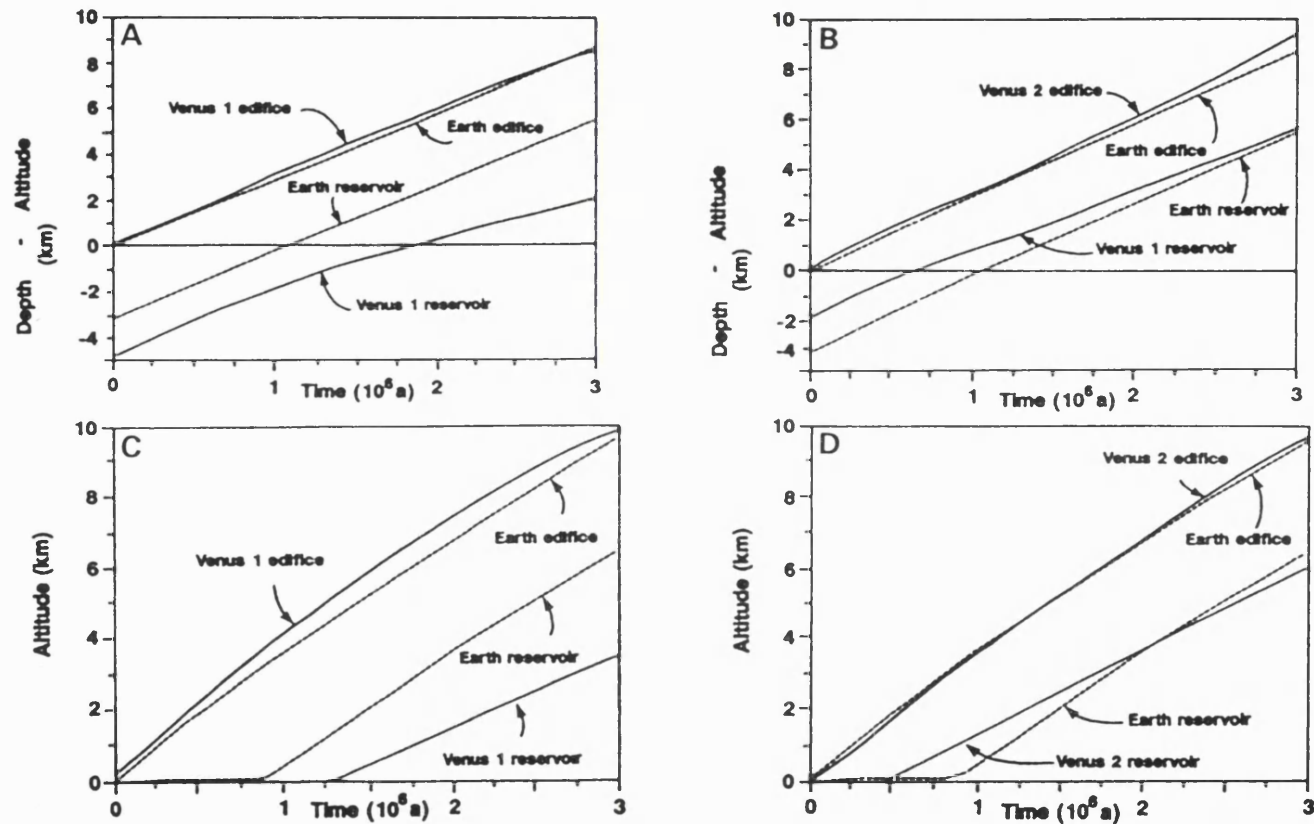 A
10
8
6
4
2
0
-2
-4
Depth - Altitude
(km)
Venus 1 edifice
Earth edifice
Earth reservoir
Venus 1 reservoir
0
1
2
3
Time (10⁶ a)
B
10
8
6
4
2
0
-2
-4
Depth - Altitude
(km)
Venus 2 edifice
Earth edifice
Earth reservoir
Venus 1 reservoir
0
1
2
3
Time (10⁶ a)
C
10
8
6
4
2
0
Altitude (km)
Venus 1 edifice
Earth edifice
Earth reservoir
Venus 1 reservoir
0
1
2
3
Time (10⁶ a)
D
10
8
6
4
2
0
Altitude (km)
Venus 2 edifice
Earth edifice
Earth reservoir
Venus 2 reservoir
0
1
2
3
Time (10⁶ a)